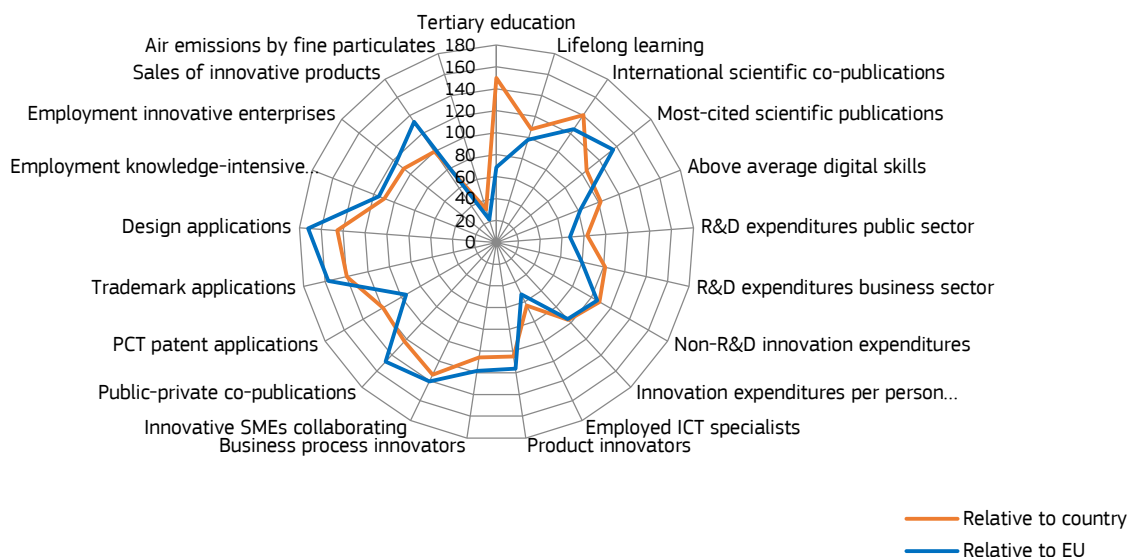 Tertiary education
Lifelong learning
International scientific co-publications
Most-cited scientific publications
Above average digital skills
R&D expenditures public sector
R&D expenditures business sector
Non-R&D innovation expenditures
Innovation expenditures per person...
Employed ICT specialists
Product innovators
Business process innovators
Innovative SMEs collaborating
Public-private co-publications
PCT patent applications
Trademark applications
Design applications
Employment knowledge-intensive...
Employment innovative enterprises
Sales of innovative products
Air emissions by fine particulates
180
160
140
120
100
80
60
40
20
0
Relative to country
Relative to EU